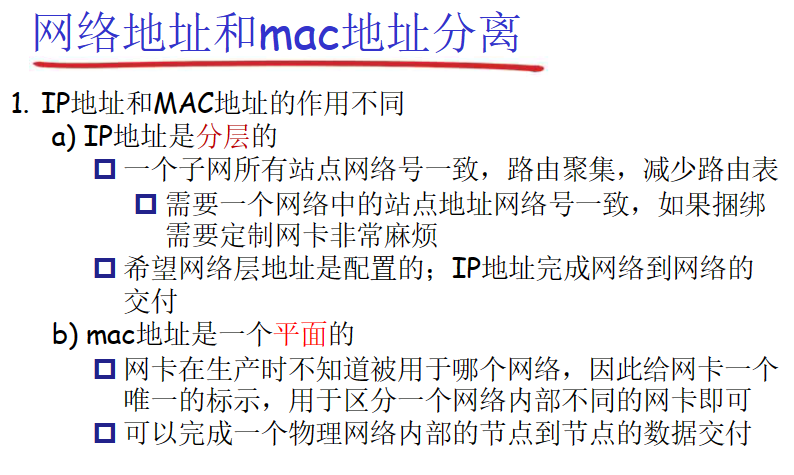 网络地址和mac地址分离
1. IP地址和MAC地址的作用不同
a) IP地址是分层的
一个子网所有站点网络号一致，路由聚集，减少路由表
需要一个网络中的站点地址网络号一致，如果捆绑
需要定制网卡非常麻烦
希望网络层地址是配置的；IP地址完成网络到网络的
交付
b) mac地址是一个平面的
网卡在生产时不知道被用于哪个网络，因此给网卡一个
唯一的标示，用于区分一个网络内部不同的网卡即可
可以完成一个物理网络内部的节点到节点的数据交付